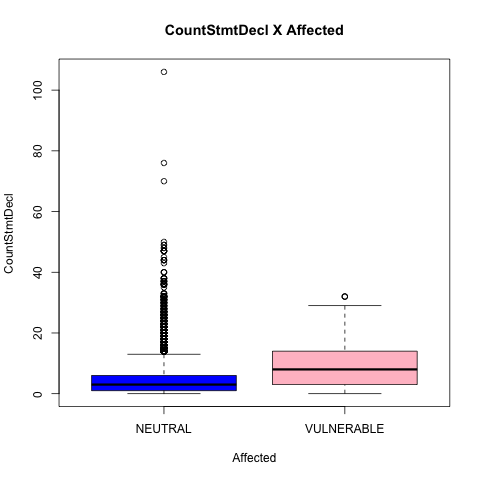 CountStmtDecl X Affected
100
80
60
40
20
0
CountStmtDecl
NEUTRAL
VULNERABLE
Affected